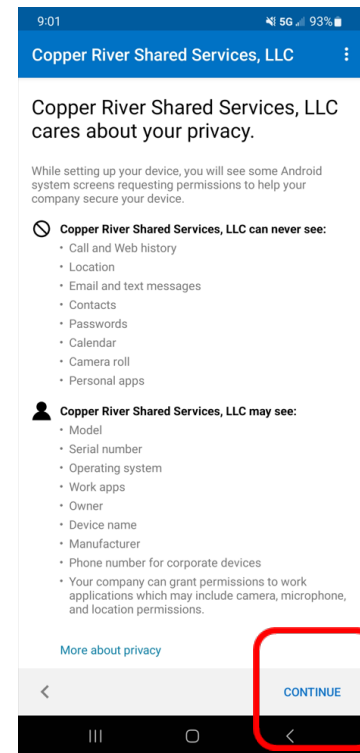 9:01
5G 93%
Copper River Shared Services, LLC
Copper River Shared Services, LLC
cares about your privacy.
While setting up your device, you will see some Android
system screens requesting permissions to help your
company secure your device.
Copper River Shared Services, LLC can never see:
• Call and Web history
• Location
• Email and text messages
• Contacts
• Passwords
• Calendar
• Camera roll
• Personal apps
Copper River Shared Services, LLC may see:
• Model
• Serial number
• Operating system
• Work apps
• Owner
• Device name
• Manufacturer
• Phone number for corporate devices
• Your company can grant permissions to work
applications which may include camera, microphone,
and location permissions.
More about privacy
CONTINUE